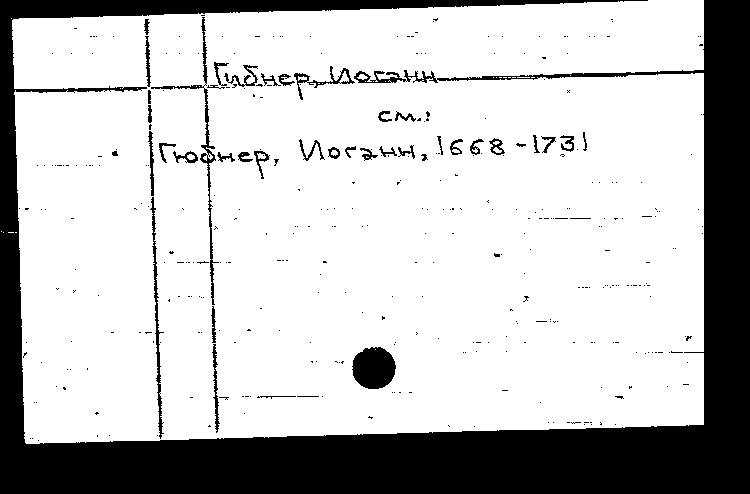 Гибнер, Иоганн
см.:
Гюбнер, Иоганн, 1668-1731